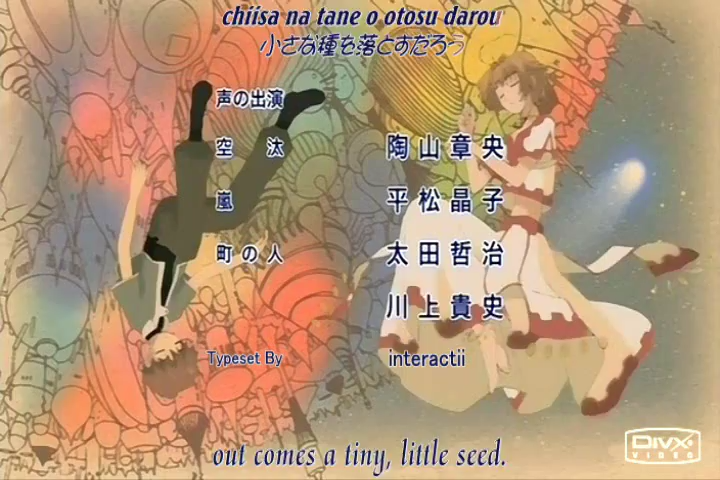 chiisa na tane o otosu darou
小さな種を落とすだろう
声の出演
空 汰 陶山章央
嵐 平松晶子
町の人 太田哲治
川上貴史
Typeset By interactii
out comes a tiny, little seed.
DIVX
VIDEO